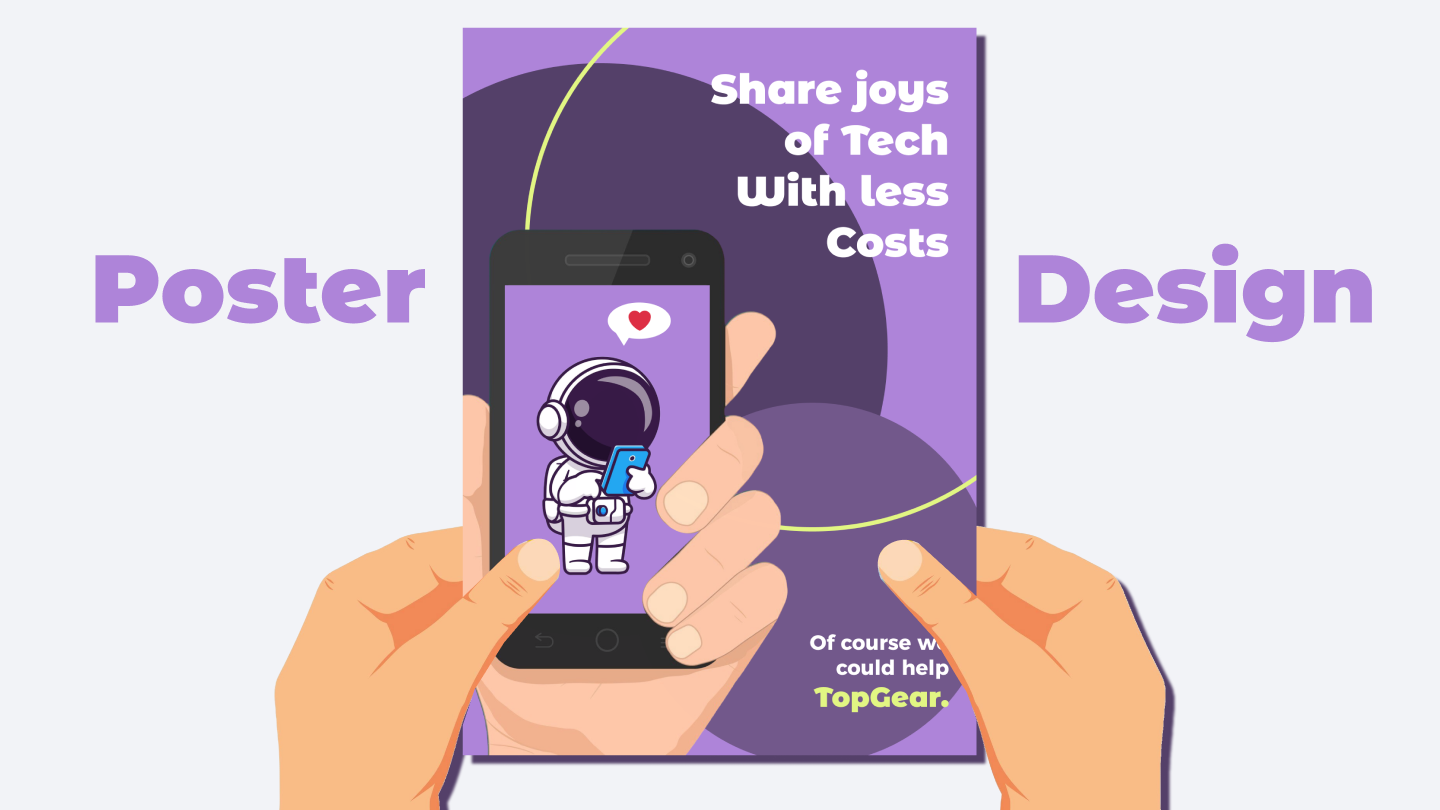 Poster
Design
Share joys
of Tech
With less
Costs
Of course
could help
TopGear.